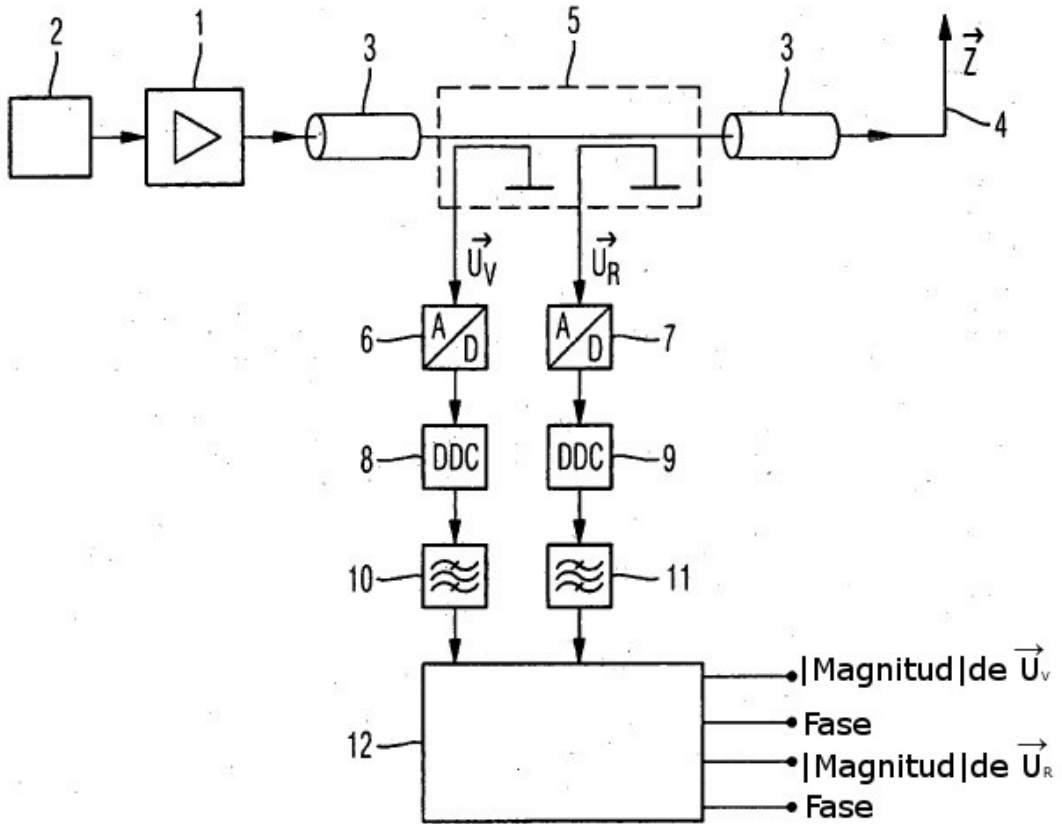 2
1
3
5
3
Z
4
U_V
U_R
6
A
D
A
D
7
8
DDC
DDC
9
10
11
12
|Magnitud|de U_V
Fase
|Magnitud|de U_R
Fase